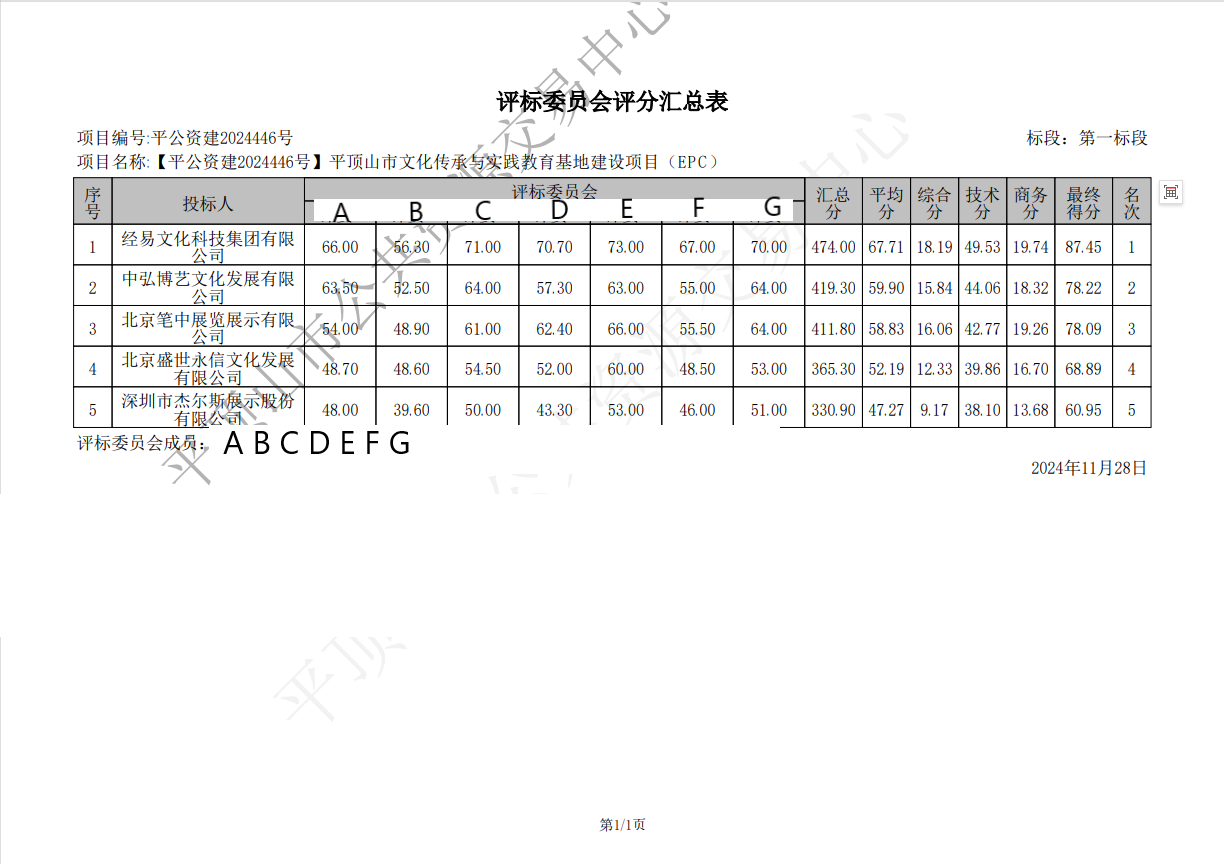 评标委员会评分汇总表
项目编号:平公资建2024446号 标段：第一标段
项目名称:【平公资建2024446号】平顶山市文化传承与实践教育基地建设项目（EPC）
序号 投标人 评标委员会 汇总分 平均分 综合分 技术分 商务分 最终得分 名次
A B C D E F G
1 经易文化科技集团有限公司 66.00 56.30 71.00 70.70 73.00 67.00 70.00 474.00 67.71 18.19 49.53 19.74 87.45 1
2 中弘博艺文化发展有限公司 63.50 52.50 64.00 57.30 63.00 55.00 64.00 419.30 59.90 15.84 44.06 18.32 78.22 2
3 北京笔中展览展示有限公司 54.00 48.90 61.00 62.40 66.00 55.50 64.00 411.80 58.83 16.06 42.77 19.26 78.09 3
4 北京盛世永信文化发展有限公司 48.70 48.60 54.50 52.00 60.00 48.50 53.00 365.30 52.19 12.33 39.86 16.70 68.89 4
5 深圳市杰尔斯展示股份有限公司 48.00 39.60 50.00 43.30 53.00 46.00 51.00 330.90 47.27 9.17 38.10 13.68 60.95 5
评标委员会成员： A B C D E F G
2024年11月28日
第1/1页
平顶山市公共资源交易中心